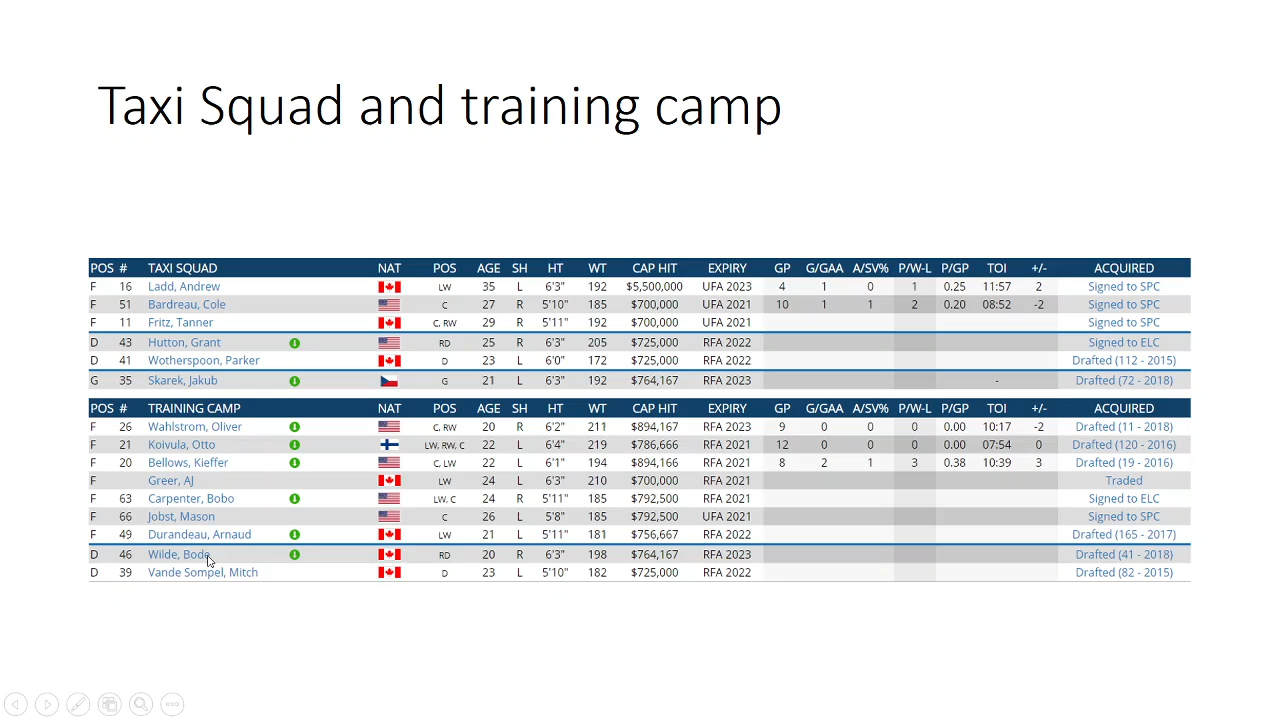 Taxi Squad and training camp
POS # TAXI SQUAD NAT POS AGE SH HT WT CAP HIT EXPIRY GP G/GAA A/SV% P/W-L P/GP TOI +/- ACQUIRED
F 16 Ladd, Andrew LW 35 L 6'3" 192 $5,500,000 UFA 2023 4 1 0 1 0.25 11:57 2 Signed to SPC
F 51 Bardreau, Cole C 27 R 5'10" 185 $700,000 UFA 2021 10 1 1 2 0.20 08:52 -2 Signed to SPC
F 11 Fritz, Tanner C, RW 29 R 5'11" 192 $700,000 UFA 2021 Signed to SPC
D 43 Hutton, Grant RD 25 R 6'3" 205 $725,000 RFA 2022 Signed to ELC
D 41 Wotherspoon, Parker D 23 L 6'0" 172 $725,000 RFA 2022 Drafted (112 - 2015)
G 35 Skarek, Jakub G 21 L 6'3" 192 $764,167 RFA 2023 - Drafted (72 - 2018)
POS # TRAINING CAMP NAT POS AGE SH HT WT CAP HIT EXPIRY GP G/GAA A/SV% P/W-L P/GP TOI +/- ACQUIRED
F 26 Wahlstrom, Oliver C, RW 20 R 6'2" 211 $894,167 RFA 2023 9 0 0 0 0.00 10:17 -2 Drafted (11 - 2018)
F 21 Koivula, Otto LW, RW, C 22 L 6'4" 219 $786,666 RFA 2021 12 0 0 0 0.00 07:54 0 Drafted (120 - 2016)
F 20 Bellows, Kieffer C, LW 22 L 6'1" 194 $894,166 RFA 2021 8 2 1 3 0.38 10:39 3 Drafted (19 - 2016)
F Greer, AJ LW 24 L 6'3" 210 $700,000 RFA 2021 Traded
F 63 Carpenter, Bobo LW, C 24 R 5'11" 185 $792,500 RFA 2021 Signed to ELC
F 66 Jobst, Mason C 26 L 5'8" 185 $792,500 UFA 2021 Signed to SPC
F 49 Durandeau, Arnaud LW 21 L 5'11" 181 $756,667 RFA 2022 Drafted (165 - 2017)
D 46 Wilde, Bode RD 20 R 6'3" 198 $764,167 RFA 2023 Drafted (41 - 2018)
D 39 Vande Sompel, Mitch D 23 L 5'10" 182 $725,000 RFA 2022 Drafted (82 - 2015)